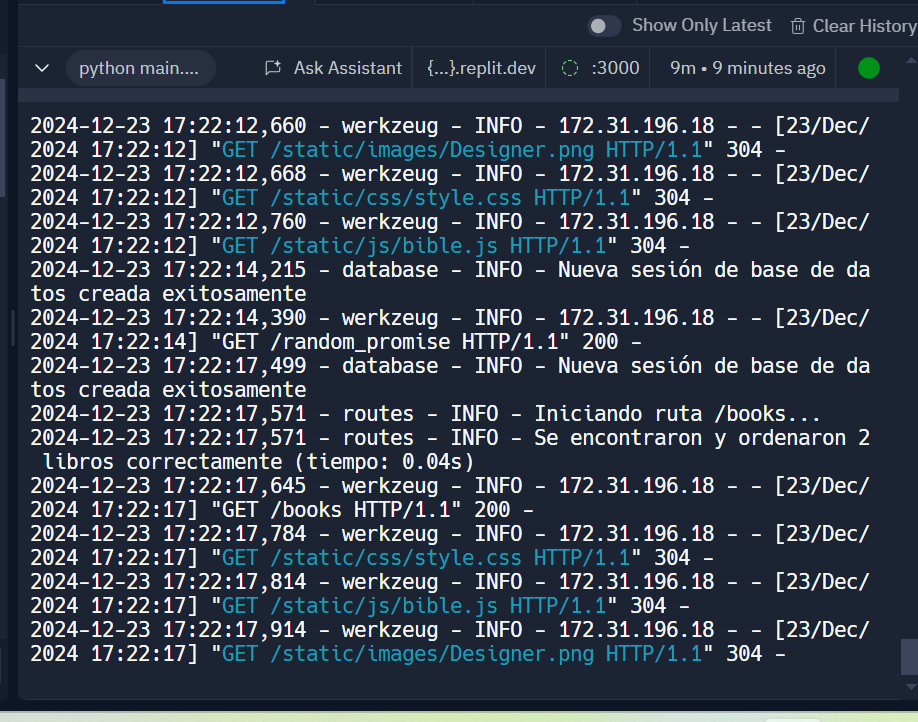 Show Only Latest Clear History
python main.... Ask Assistant {...}.replit.dev :3000 9m • 9 minutes ago
2024-12-23 17:22:12,660 - werkzeug - INFO - 172.31.196.18 - - [23/Dec/
2024 17:22:12] "GET /static/images/Designer.png HTTP/1.1" 304 -
2024-12-23 17:22:12,668 - werkzeug - INFO - 172.31.196.18 - - [23/Dec/
2024 17:22:12] "GET /static/css/style.css HTTP/1.1" 304 -
2024-12-23 17:22:12,760 - werkzeug - INFO - 172.31.196.18 - - [23/Dec/
2024 17:22:12] "GET /static/js/bible.js HTTP/1.1" 304 -
2024-12-23 17:22:14,215 - database - INFO - Nueva sesión de base de da
tos creada exitosamente
2024-12-23 17:22:14,390 - werkzeug - INFO - 172.31.196.18 - - [23/Dec/
2024 17:22:14] "GET /random_promise HTTP/1.1" 200 -
2024-12-23 17:22:17,499 - database - INFO - Nueva sesión de base de da
tos creada exitosamente
2024-12-23 17:22:17,571 - routes - INFO - Iniciando ruta /books...
2024-12-23 17:22:17,571 - routes - INFO - Se encontraron y ordenaron 2
 libros correctamente (tiempo: 0.04s)
2024-12-23 17:22:17,645 - werkzeug - INFO - 172.31.196.18 - - [23/Dec/
2024 17:22:17] "GET /books HTTP/1.1" 200 -
2024-12-23 17:22:17,784 - werkzeug - INFO - 172.31.196.18 - - [23/Dec/
2024 17:22:17] "GET /static/css/style.css HTTP/1.1" 304 -
2024-12-23 17:22:17,814 - werkzeug - INFO - 172.31.196.18 - - [23/Dec/
2024 17:22:17] "GET /static/js/bible.js HTTP/1.1" 304 -
2024-12-23 17:22:17,914 - werkzeug - INFO - 172.31.196.18 - - [23/Dec/
2024 17:22:17] "GET /static/images/Designer.png HTTP/1.1" 304 -